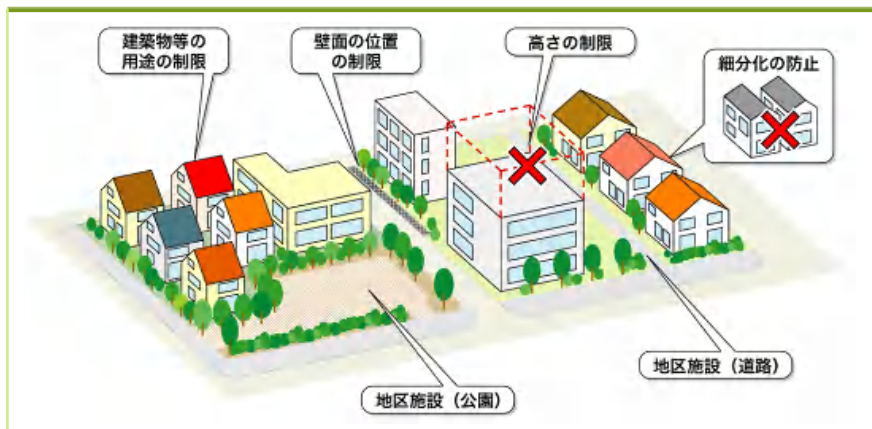 建築物等の
用途の制限
壁面の位置
の制限
高さの制限
細分化の防止
地区施設（道路）
地区施設（公園）